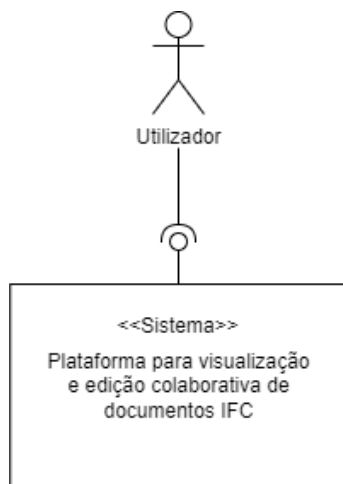 Utilizador
<<Sistema>>
Plataforma para visualização
e edição colaborativa de
documentos IFC